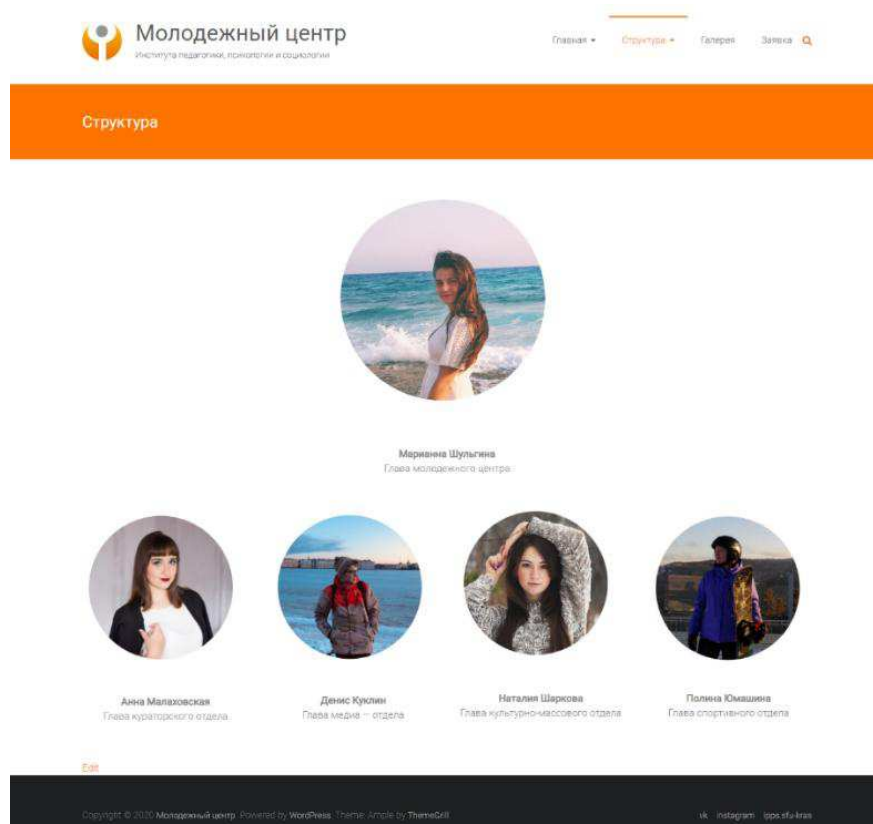 Молодежный центр
Института педагогики, психологии и социологии
Главная Структура Галерея Заявка
Структура
Марианна Шульгина
Глава молодежного центра
Анна Малаховская Денис Куклин Наталия Шаркова Полина Юмашина
Глава кураторского отдела Глава медиа – отдела Глава культурно-массового отдела Глава спортивного отдела
Edit
Copyright © 2020 Молодежный центр. Powered by WordPress. Theme: Ample by ThemeGrill. vk instagram ipps.sfu-kras